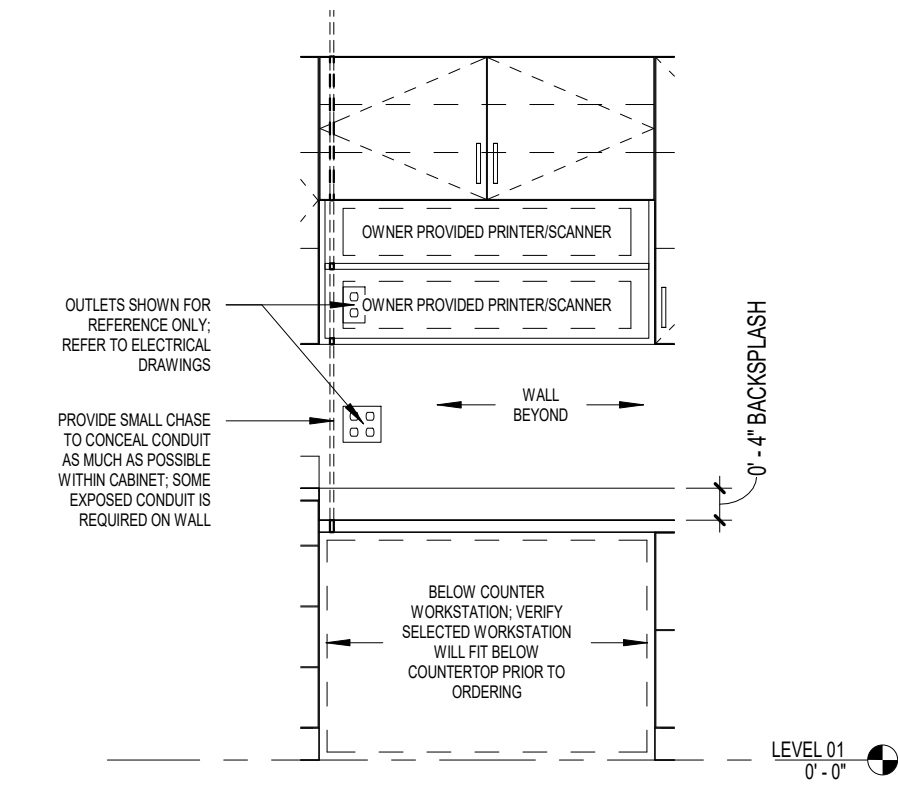 OWNER PROVIDED PRINTER/SCANNER
OWNER PROVIDED PRINTER/SCANNER
OUTLETS SHOWN FOR
REFERENCE ONLY;
REFER TO ELECTRICAL
DRAWINGS
WALL
BEYOND
0' - 4" BACKSPLASH
PROVIDE SMALL CHASE
TO CONCEAL CONDUIT
AS MUCH AS POSSIBLE
WITHIN CABINET; SOME
EXPOSED CONDUIT IS
REQUIRED ON WALL
BELOW COUNTER
WORKSTATION; VERIFY
SELECTED WORKSTATION
WILL FIT BELOW
COUNTERTOP PRIOR TO
ORDERING
LEVEL 01
0' - 0"